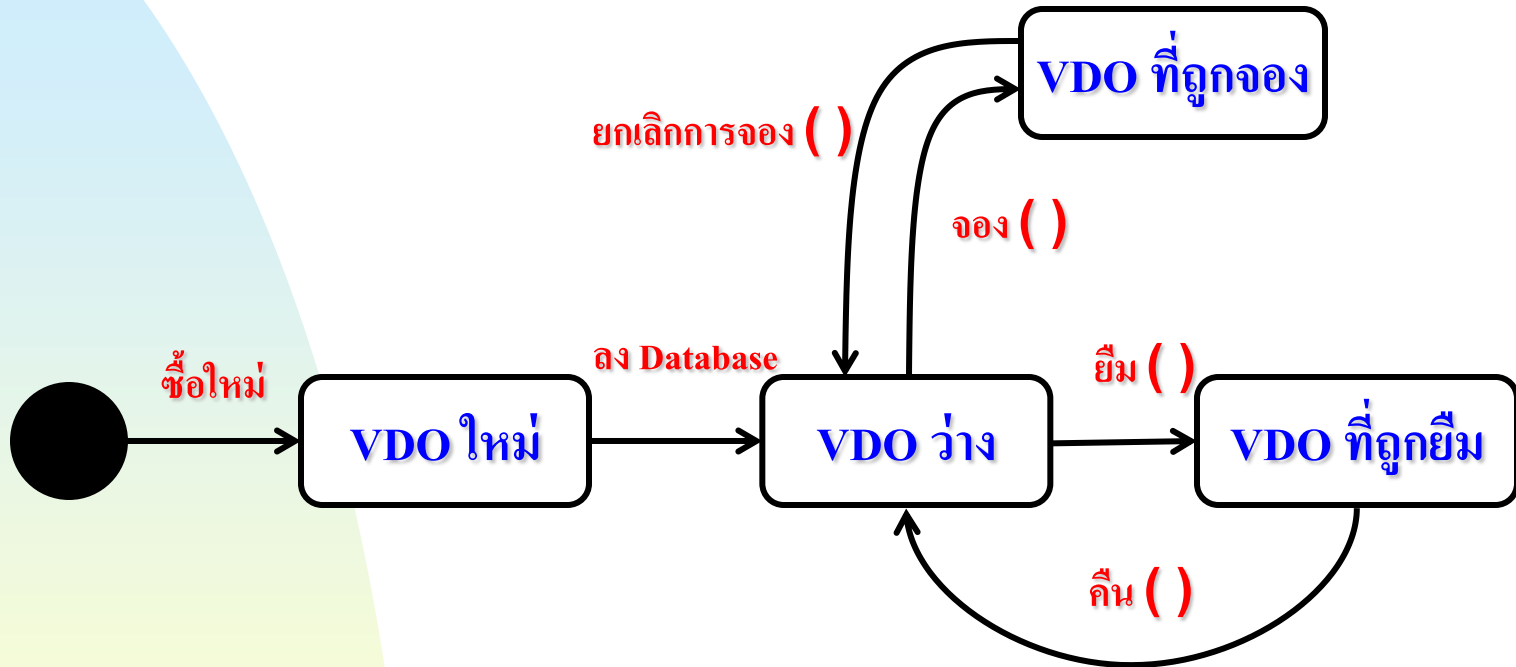 VDO ที่ถูกจอง
ยกเลิกการจอง ( )
จอง ( )
ซื้อใหม่
ลง Database
ยืม ( )
VDO ใหม่
VDO ว่าง
VDO ที่ถูกยืม
คืน ( )